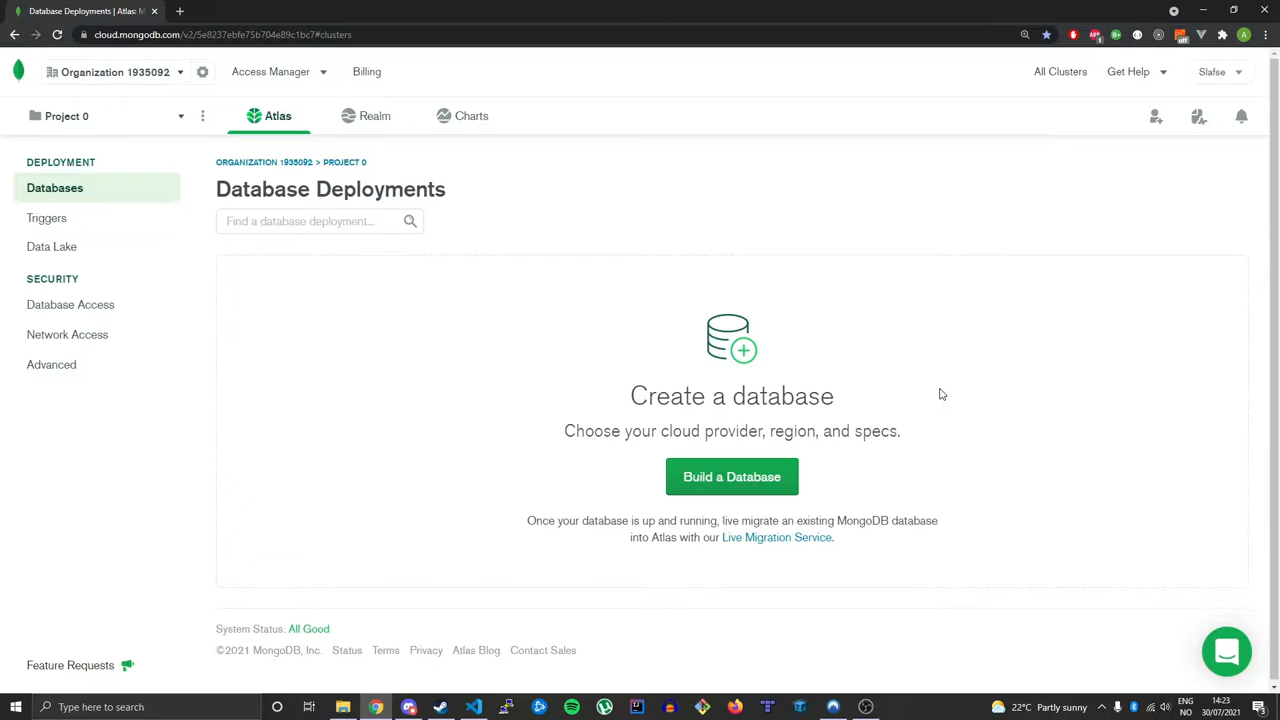 Database Deployments | Atlas: M
cloud.mongodb.com/v2/5e8237ebfe75b704e89c1bc7#clusters
Organization 1935092
Access Manager
Billing
All Clusters
Get Help
Slafse
Project 0
Atlas
Realm
Charts
DEPLOYMENT
Databases
Triggers
Data Lake
SECURITY
Database Access
Network Access
Advanced
Feature Requests
ORGANIZATION 1935092 > PROJECT 0
Database Deployments
Find a database deployment...
Create a database
Choose your cloud provider, region, and specs.
Build a Database
Once your database is up and running, live migrate an existing MongoDB database
into Atlas with our Live Migration Service.
System Status: All Good
©2021 MongoDB, Inc. Status Terms Privacy Atlas Blog Contact Sales
Type here to search
22°C Partly sunny
ENG
NO
14:23
30/07/2021